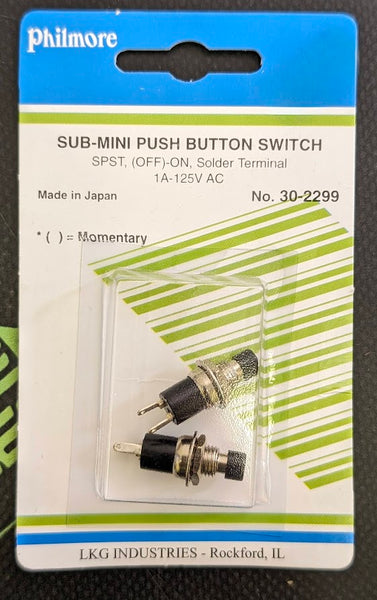 Philmore
SUB-MINI PUSH BUTTON SWITCH
SPST, (OFF)-ON, Solder Terminal
1A-125V AC
Made in Japan No. 30-2299
* ( ) = Momentary
LKG INDUSTRIES - Rockford, IL